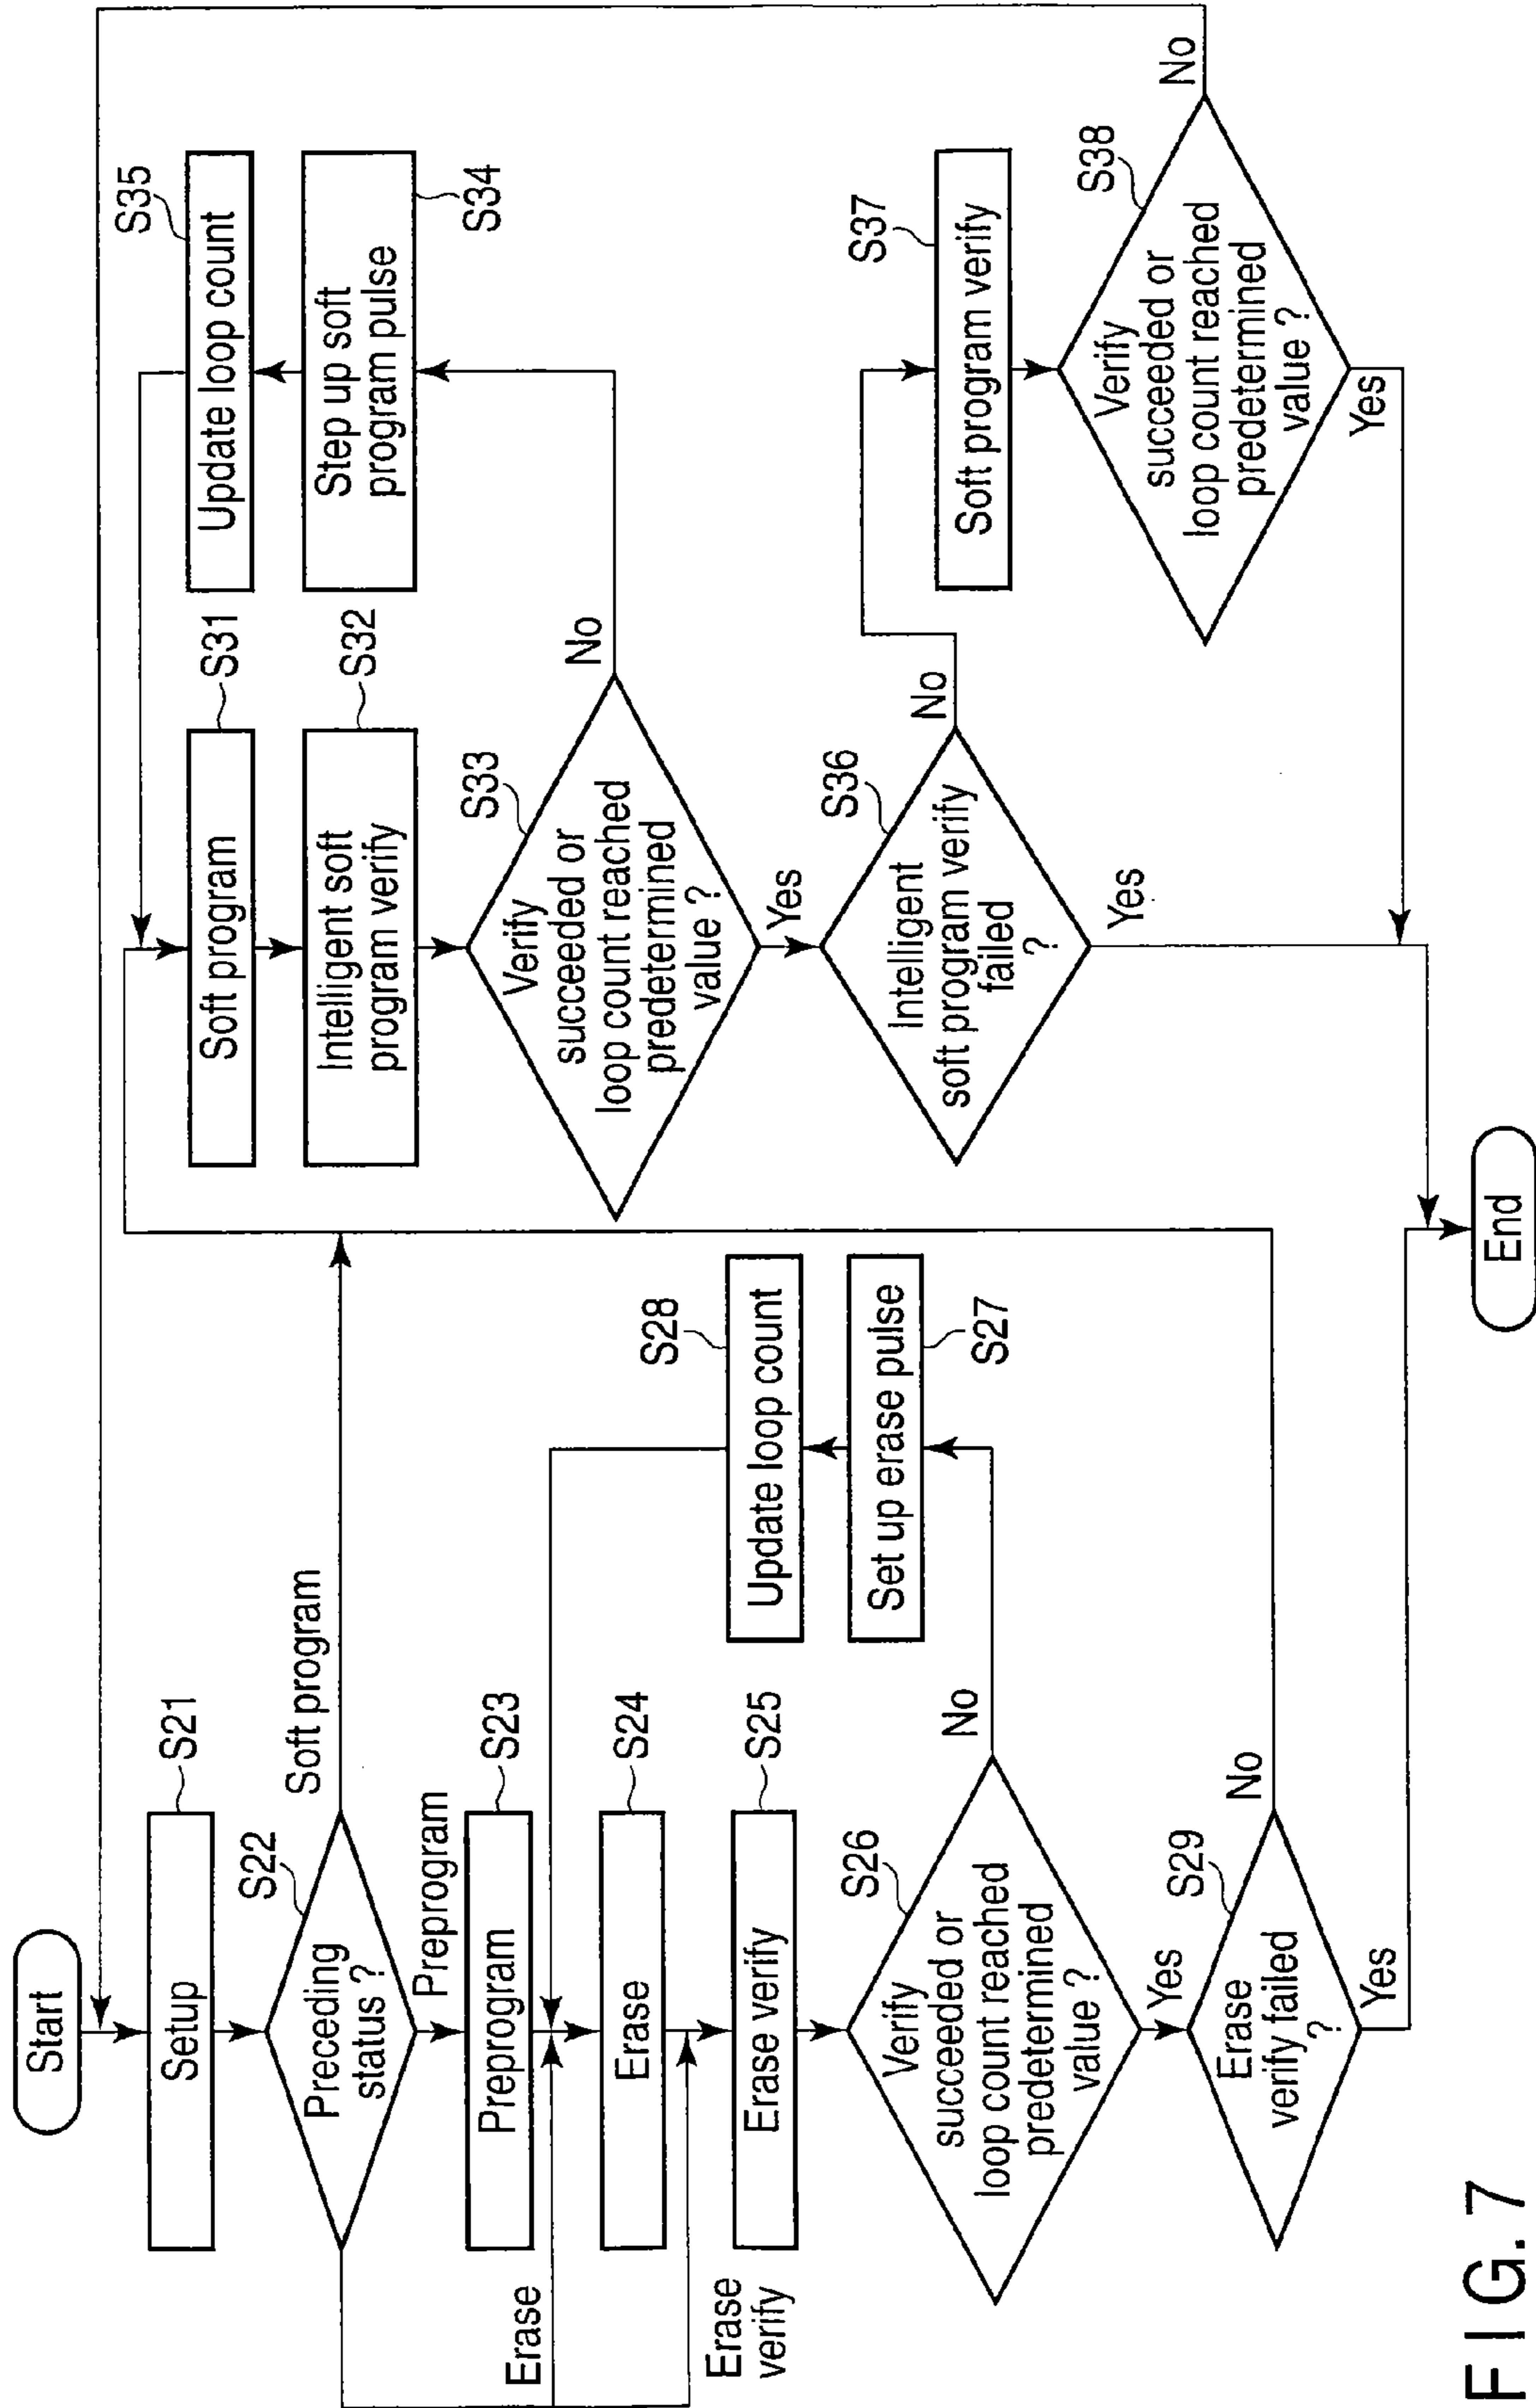 Start
Setup
S21
Preceding
status ?
S22
Soft program
Preprogram
Preprogram
S23
Erase
Erase
S24
Erase
verify
Erase verify
S25
Verify
succeeded or
loop count reached
predetermined
value ?
S26
No
Yes
Set up erase pulse
S27
Update loop count
S28
Erase
verify failed
?
S29
No
Yes
Soft program
S31
Intelligent soft
program verify
S32
Verify
succeeded or
loop count reached
predetermined
value ?
S33
No
Yes
Step up soft
program pulse
S34
Update loop count
S35
Intelligent
soft program verify
failed
?
S36
No
Yes
Soft program verify
S37
Verify
succeeded or
loop count reached
predetermined
value ?
S38
No
Yes
End
FIG. 7